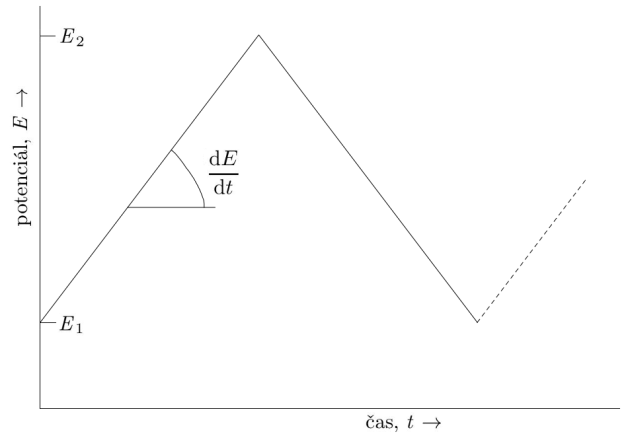 E₂
potenciál, E →
dE
dt
E₁
čas, t →